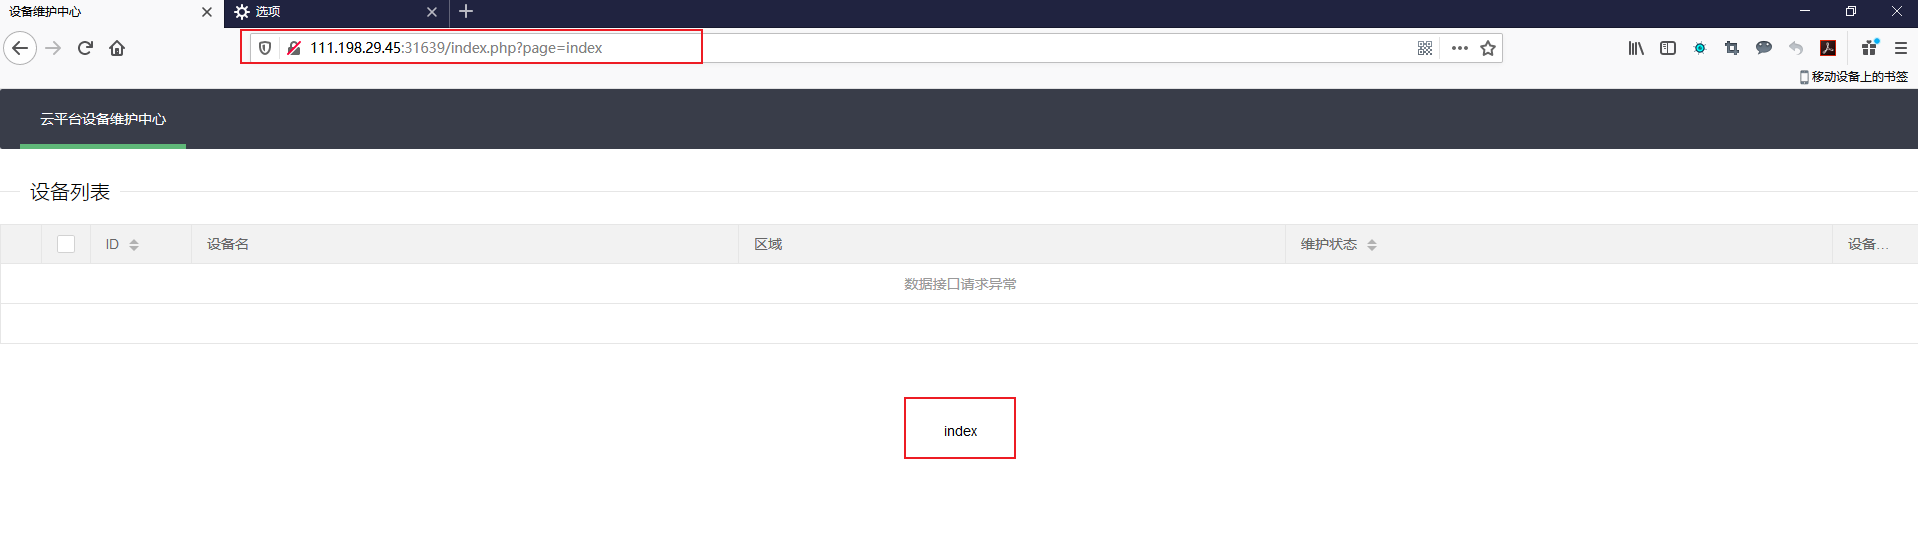 设备维护中心
选项
111.198.29.45:31639/index.php?page=index
移动设备上的书签
云平台设备维护中心
设备列表
ID 设备名 区域 维护状态 设备...
数据接口请求异常
index